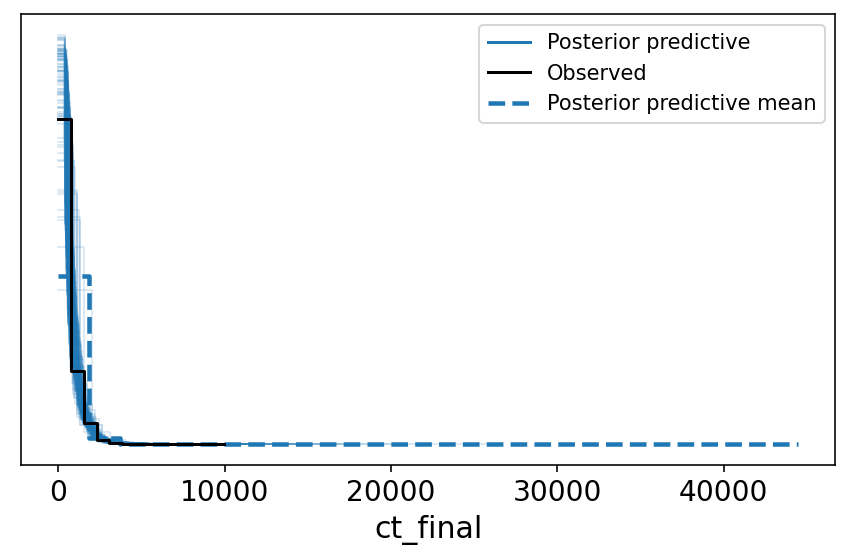 Posterior predictive
Observed
Posterior predictive mean
0 10000 20000 30000 40000
ct_final